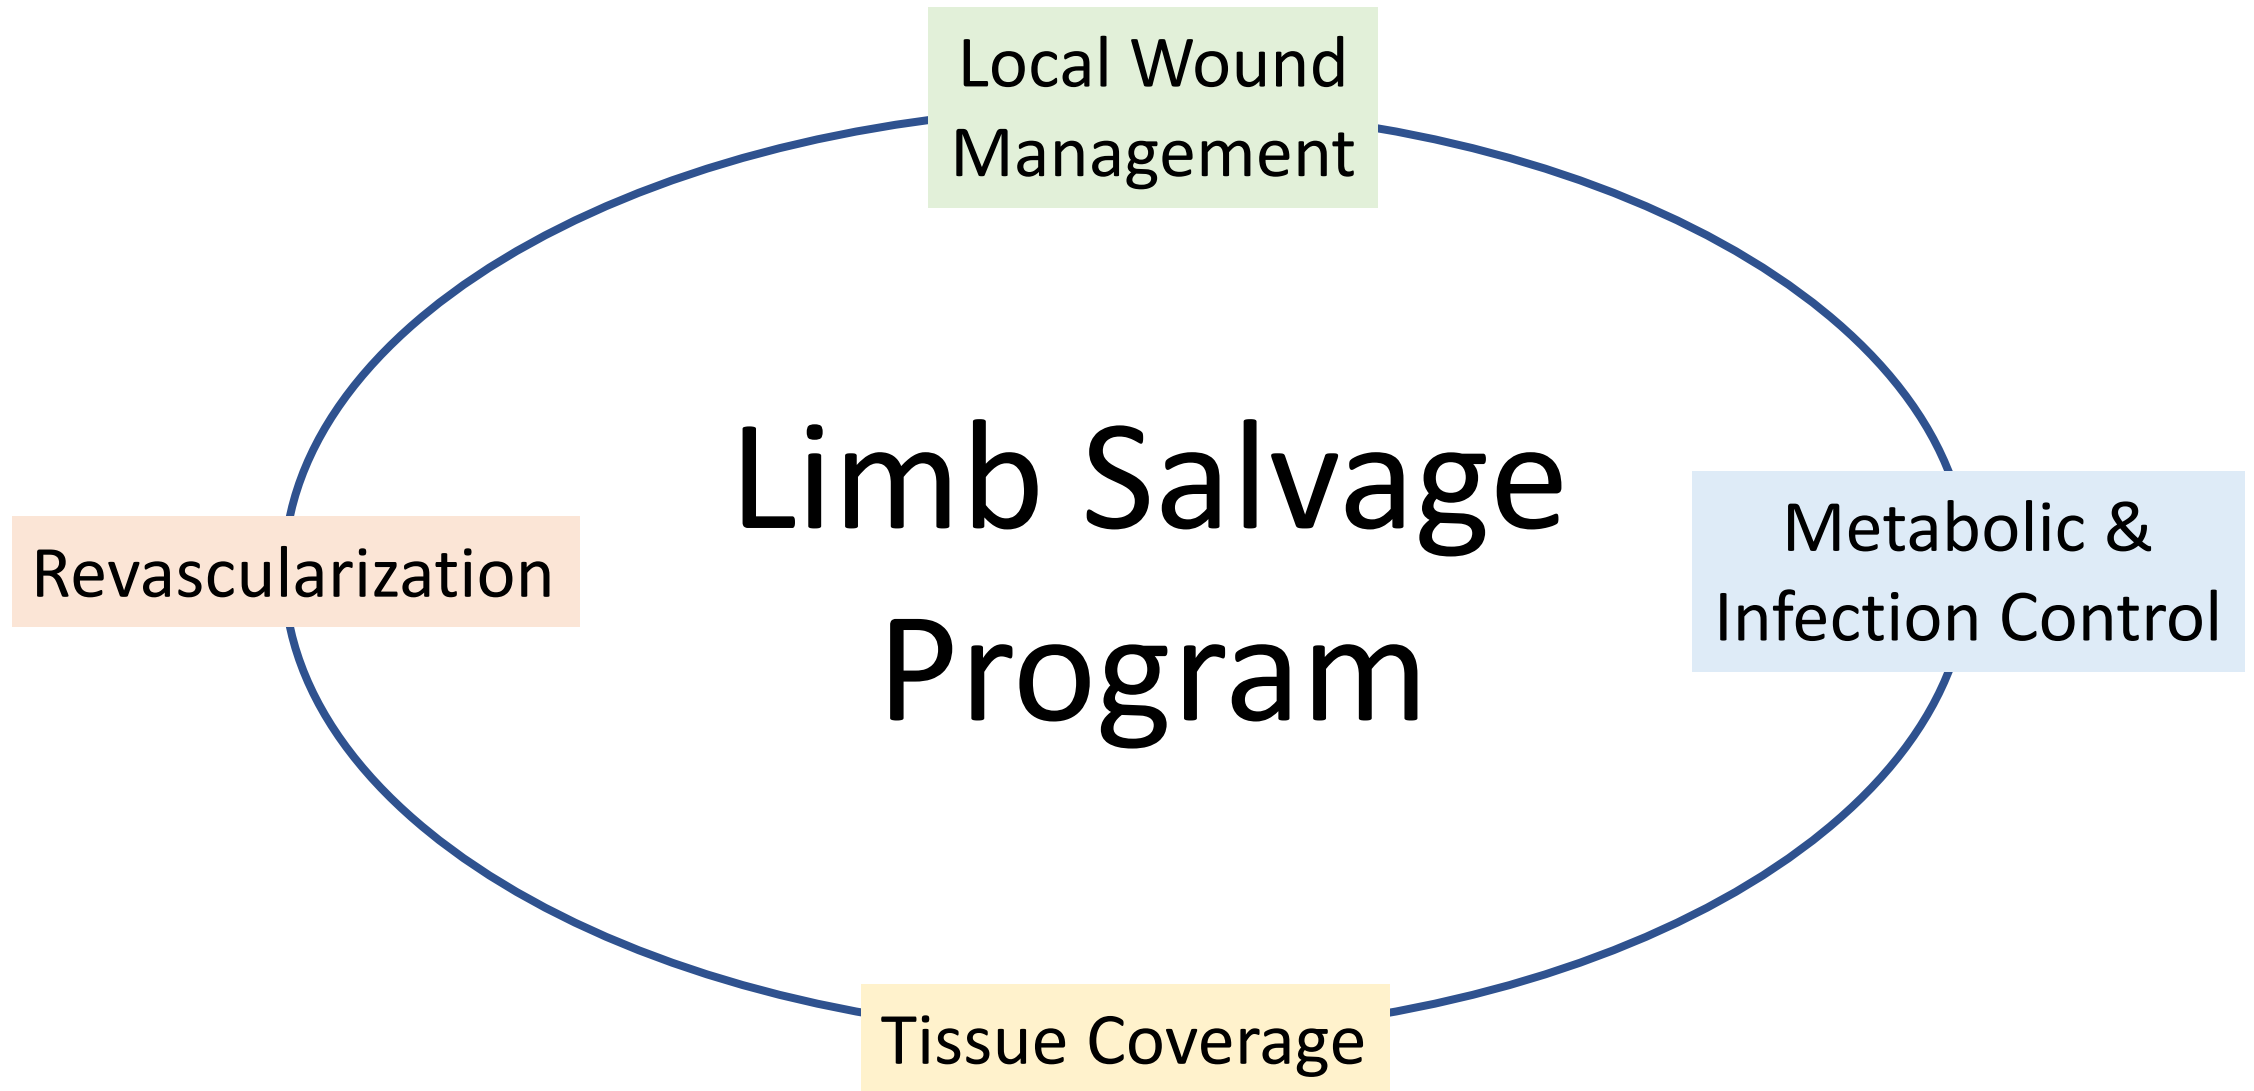 Local Wound
Management
Limb Salvage
Program
Revascularization
Metabolic &
Infection Control
Tissue Coverage